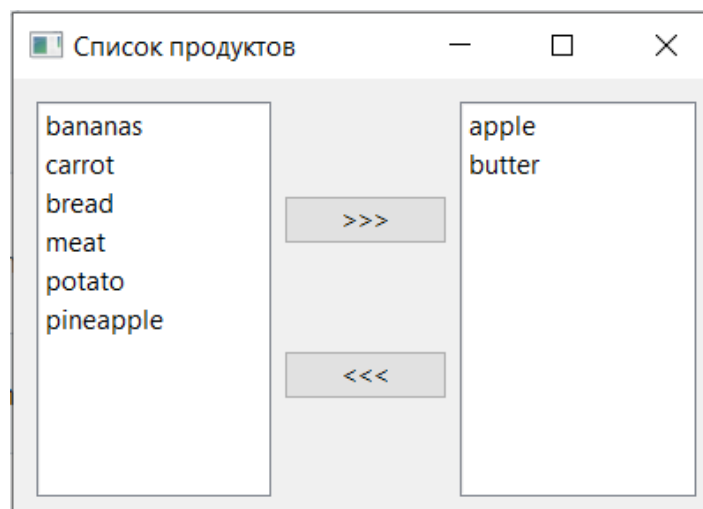 Список продуктов
bananas
carrot
bread
meat
potato
pineapple
>>>
<<<
apple
butter